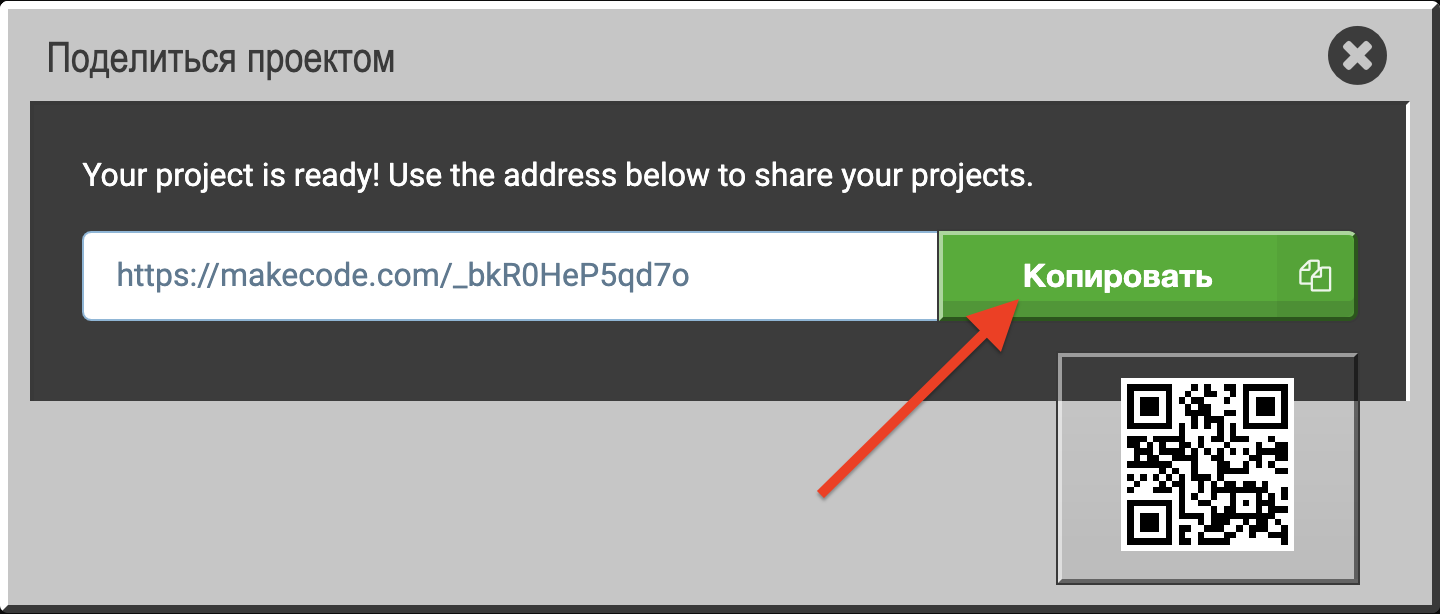 Поделиться проектом
Your project is ready! Use the address below to share your projects.
https://makecode.com/_bkR0HeP5qd7o
Копировать